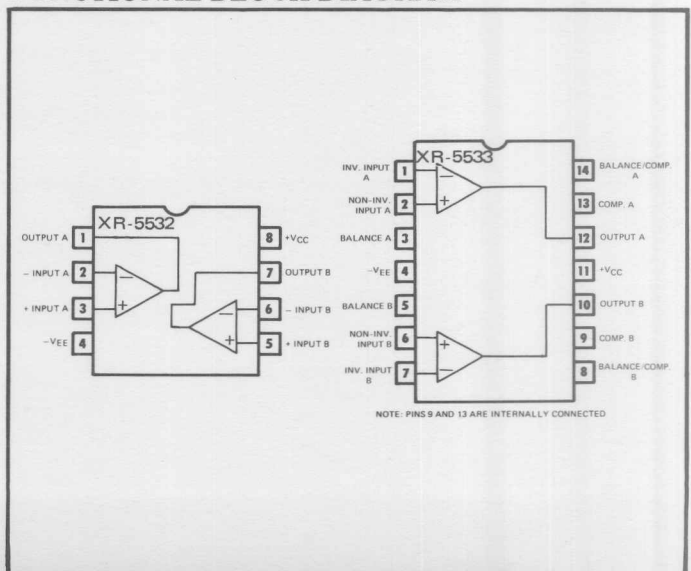 XR-5532
OUTPUT A 1
- INPUT A 2
+ INPUT A 3
-VEE 4
8 +VCC
7 OUTPUT B
6 - INPUT B
5 + INPUT B
XR-5533
INV. INPUT
A
1
NON-INV.
INPUT A
2
BALANCE A 3
-VEE 4
BALANCE B 5
NON-INV.
INPUT B
6
INV. INPUT
B
7
14 BALANCE/COMP.
A
13 COMP. A
12 OUTPUT A
11 +VCC
10 OUTPUT B
9 COMP. B
8 BALANCE/COMP.
B
NOTE: PINS 9 AND 13 ARE INTERNALLY CONNECTED